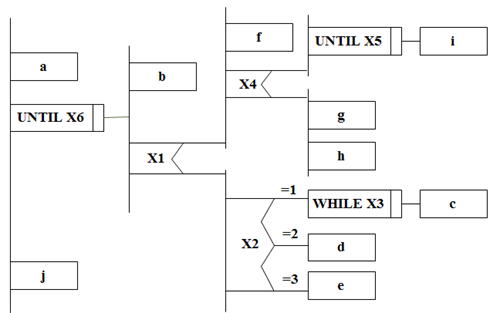 a
UNTIL X6
j
b
X1
f
X4
UNTIL X5
i
g
h
X2
=1
WHILE X3
c
=2
d
=3
e